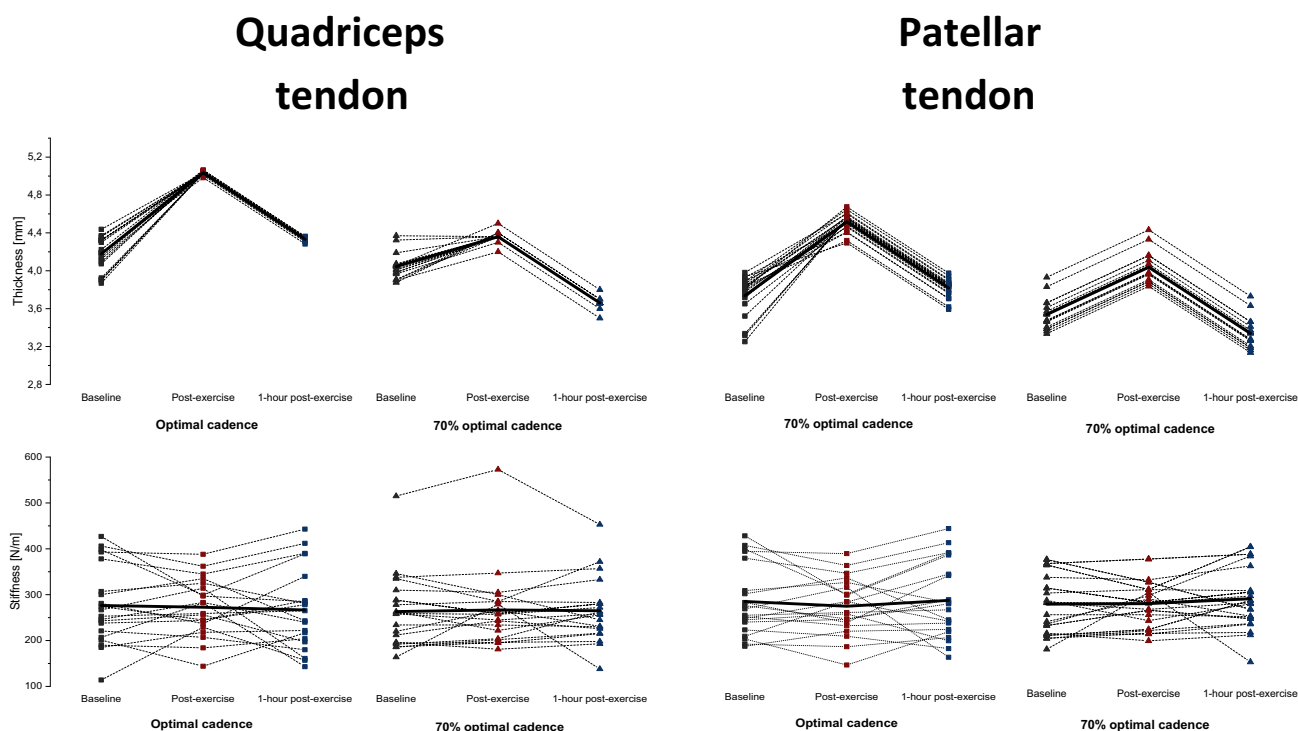 Quadriceps
tendon
Patellar
tendon
Thickness [mm]
5,2
4,8
4,4
4,0
3,6
3,2
2,8
Baseline Post-exercise 1-hour post-exercise
Optimal cadence
Baseline Post-exercise 1-hour post-exercise
70% optimal cadence
Baseline Post-exercise 1-hour post-exercise
70% optimal cadence
Baseline Post-exercise 1-hour post-exercise
70% optimal cadence
Stiffness [N/m]
600
500
400
300
200
100
Baseline Post-exercise 1-hour post-exercise
Optimal cadence
Baseline Post-exercise 1-hour post-exercise
70% optimal cadence
Baseline Post-exercise 1-hour post-exercise
Optimal cadence
Baseline Post-exercise 1-hour post-exercise
70% optimal cadence